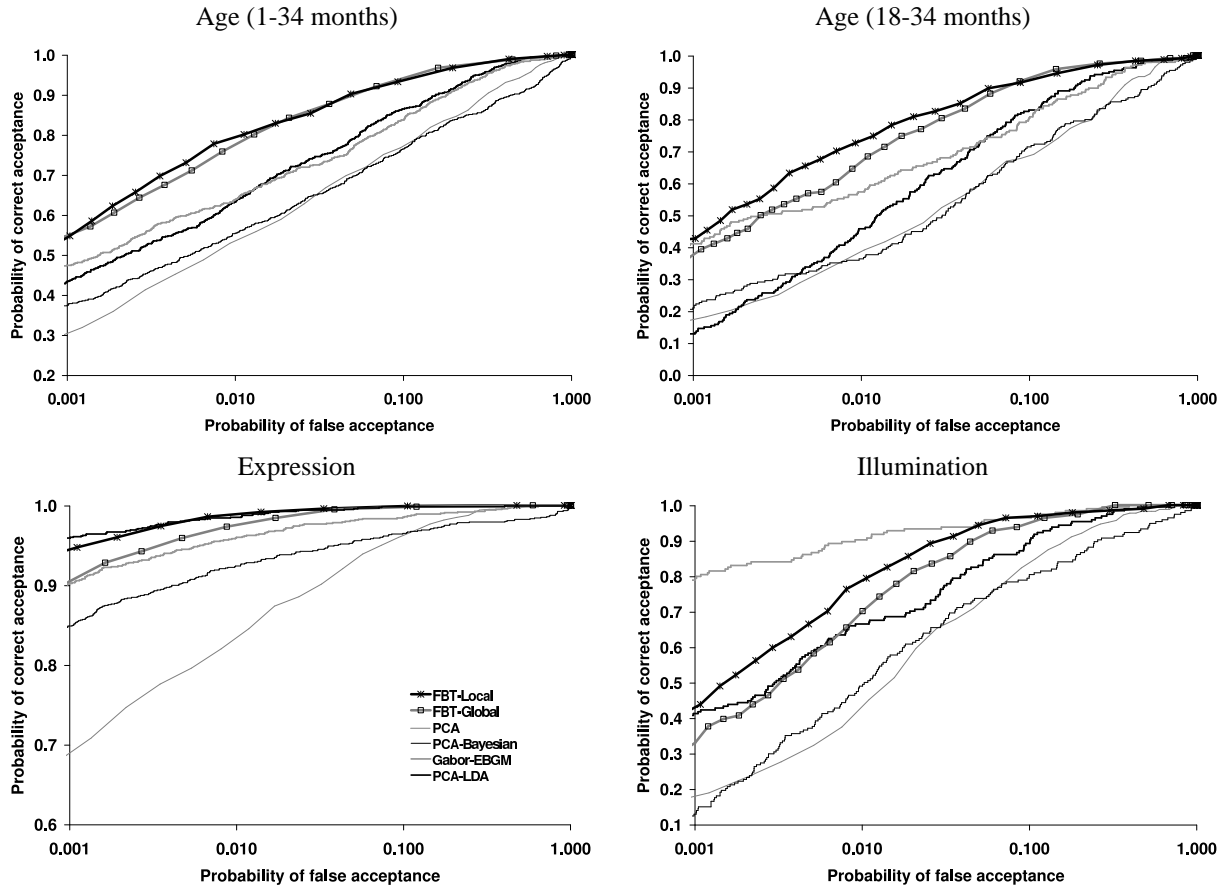 Age (1-34 months)
1.0
0.9
0.8
0.7
0.6
0.5
0.4
0.3
0.2
Probability of correct acceptance
0.001 0.010 0.100 1.000
Probability of false acceptance
Age (18-34 months)
1.0
0.9
0.8
0.7
0.6
0.5
0.4
0.3
0.2
0.1
0.0
Probability of correct acceptance
0.001 0.010 0.100 1.000
Probability of false acceptance
Expression
1.0
0.9
0.8
0.7
0.6
Probability of correct acceptance
FBT-Local
FBT-Global
PCA
PCA-Bayesian
Gabor-EBGM
PCA-LDA
0.001 0.010 0.100 1.000
Probability of false acceptance
Illumination
1.0
0.9
0.8
0.7
0.6
0.5
0.4
0.3
0.2
0.1
Probability of correct acceptance
0.001 0.010 0.100 1.000
Probability of false acceptance